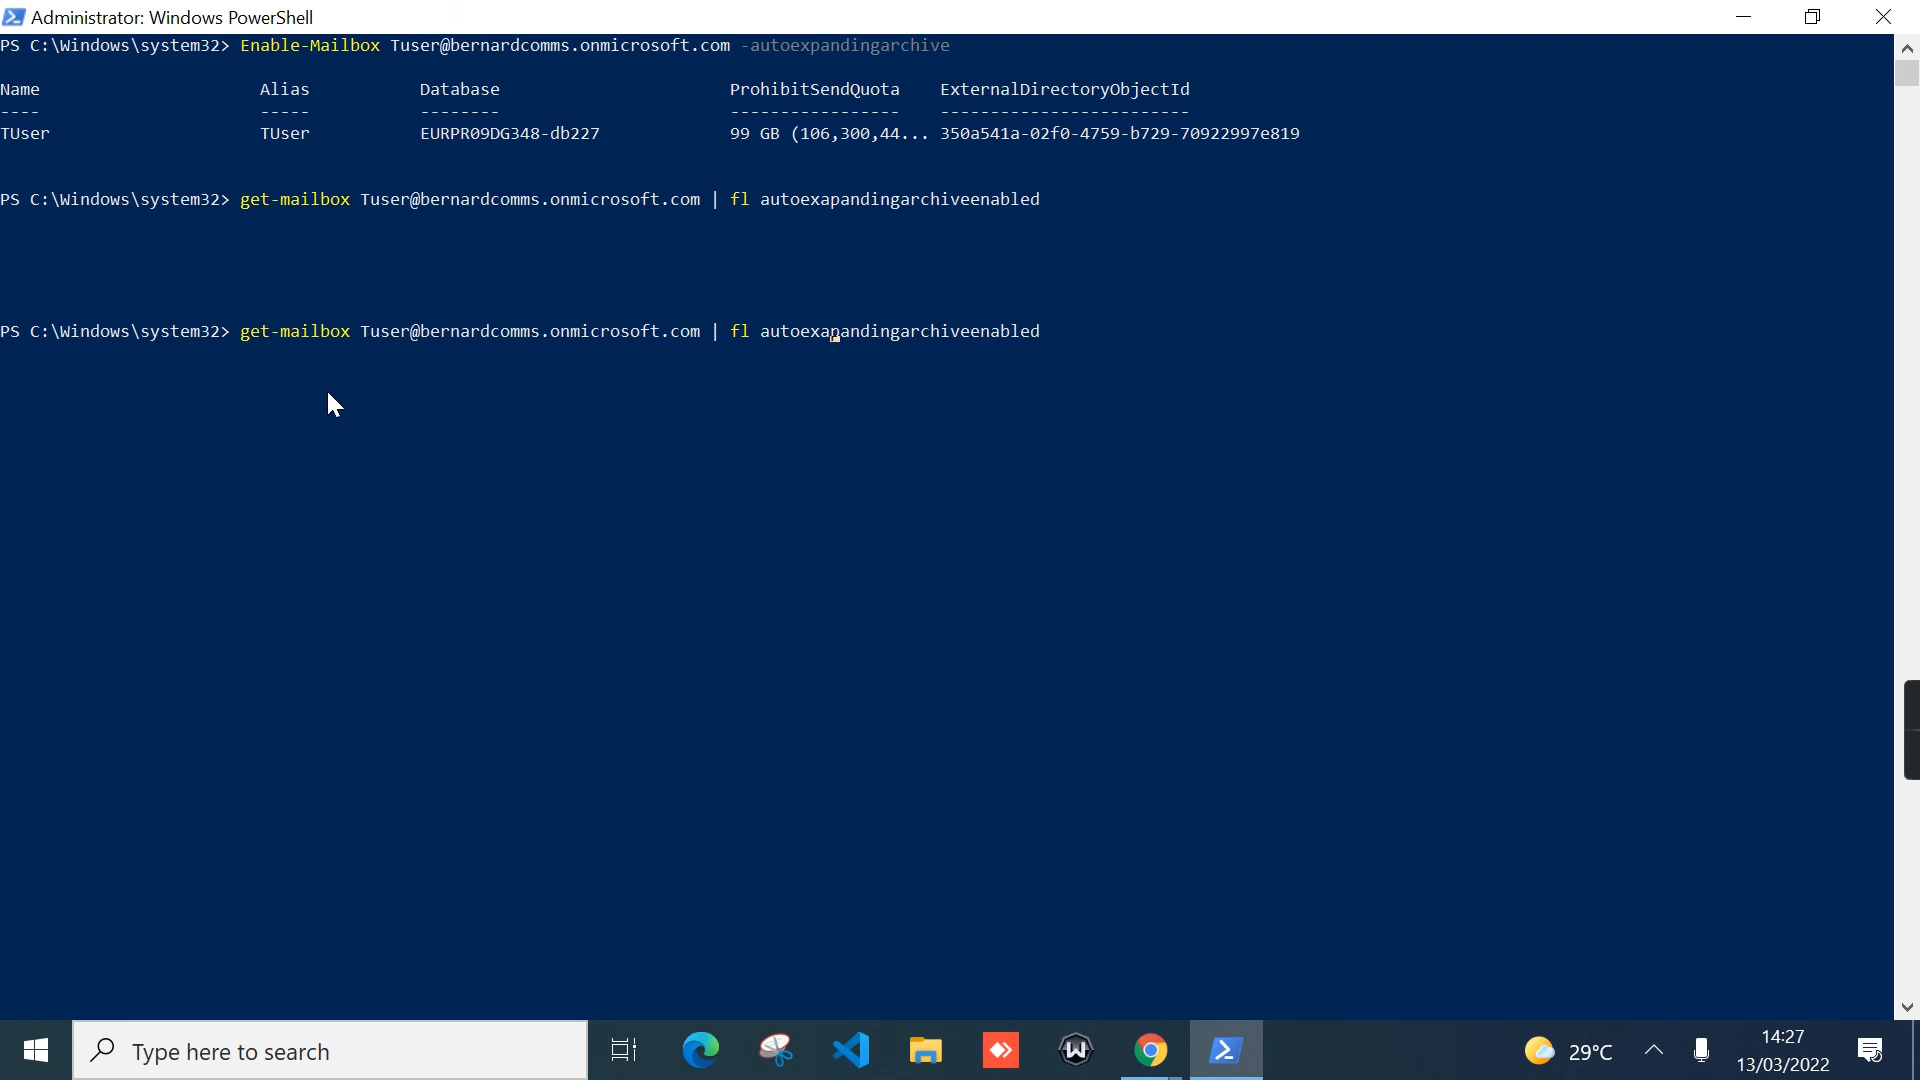 Administrator: Windows PowerShell
PS C:\Windows\system32> Enable-Mailbox Tuser@bernardcomms.onmicrosoft.com -autoexpandingarchive
Name Alias Database ProhibitSendQuota ExternalDirectoryObjectId
---- ----- -------- ----------------- -------------------------
TUser TUser EURPR09DG348-db227 99 GB (106,300,44... 350a541a-02f0-4759-b729-70922997e819
PS C:\Windows\system32> get-mailbox Tuser@bernardcomms.onmicrosoft.com | fl autoexapandingarchiveenabled
PS C:\Windows\system32> get-mailbox Tuser@bernardcomms.onmicrosoft.com | fl autoexapandingarchiveenabled
Type here to search
29°C
14:27
13/03/2022